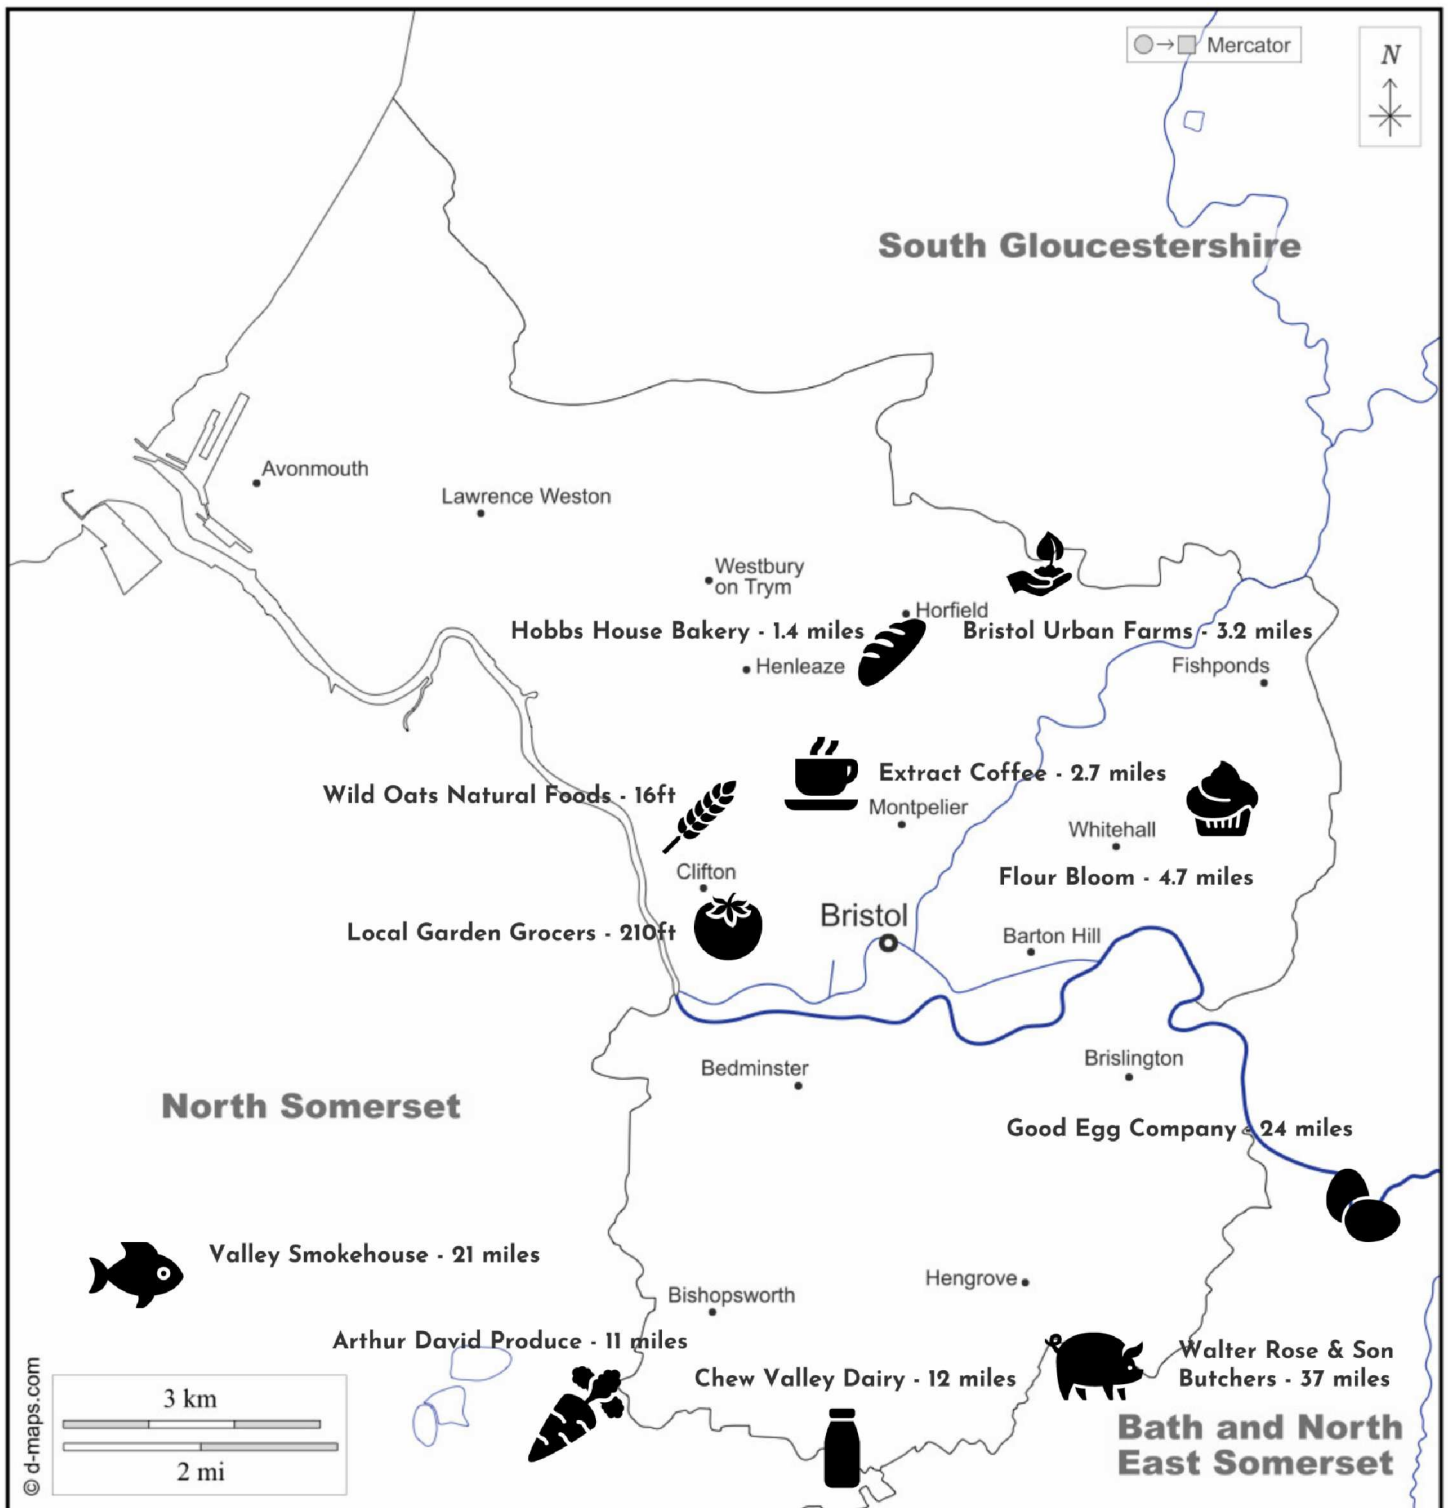 Mercator
N
South Gloucestershire
Avonmouth
Lawrence Weston
Westbury
on Trym
Horfield
Hobbs House Bakery - 1.4 miles
Bristol Urban Farms - 3.2 miles
Henleaze
Fishponds
Extract Coffee - 2.7 miles
Wild Oats Natural Foods - 16ft
Montpelier
Whitehall
Clifton
Flour Bloom - 4.7 miles
Bristol
Local Garden Grocers - 210ft
Barton Hill
Bedminster
Brislington
North Somerset
Good Egg Company - 24 miles
Valley Smokehouse - 21 miles
Hengrove
Bishopsworth
Arthur David Produce - 11 miles
Walter Rose & Son
Butchers - 37 miles
Chew Valley Dairy - 12 miles
Bath and North
East Somerset
3 km
2 mi
© d-maps.com